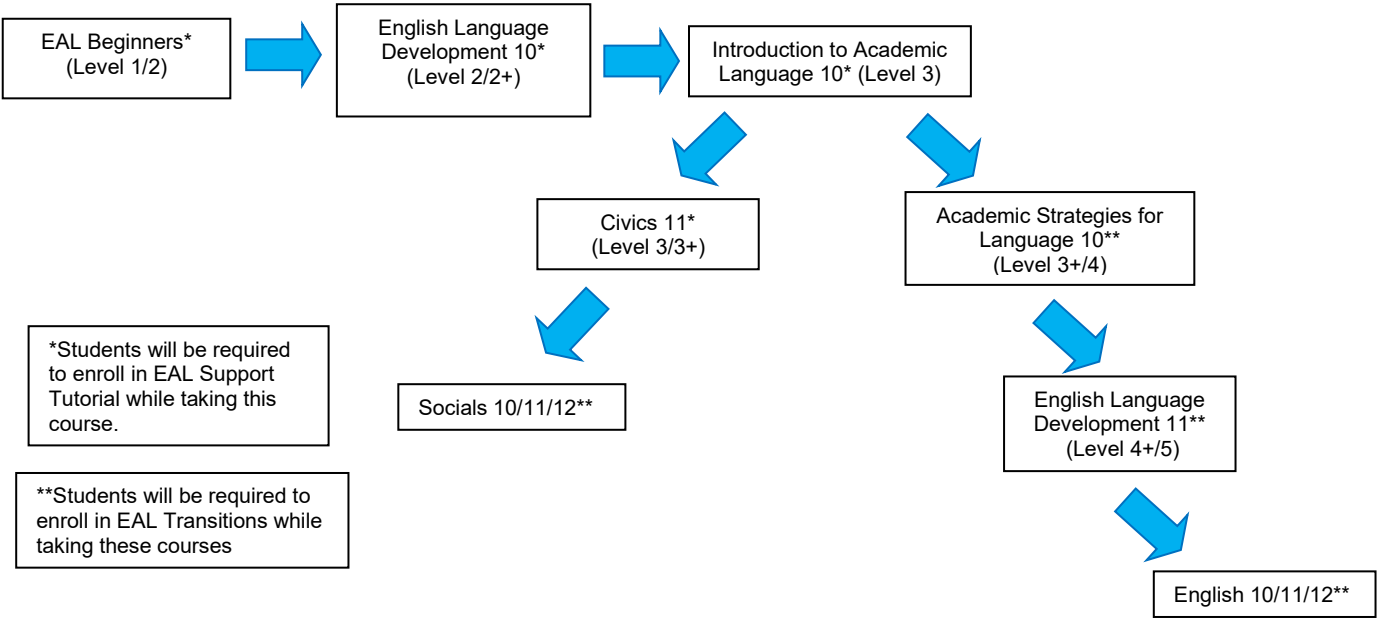 EAL Beginners*
(Level 1/2)
English Language
Development 10*
(Level 2/2+)
Introduction to Academic
Language 10* (Level 3)
Civics 11*
(Level 3/3+)
Academic Strategies for
Language 10**
(Level 3+/4)
*Students will be required
to enroll in EAL Support
Tutorial while taking this
course.
Socials 10/11/12**
English Language
Development 11**
(Level 4+/5)
**Students will be required to
enroll in EAL Transitions while
taking these courses
English 10/11/12**